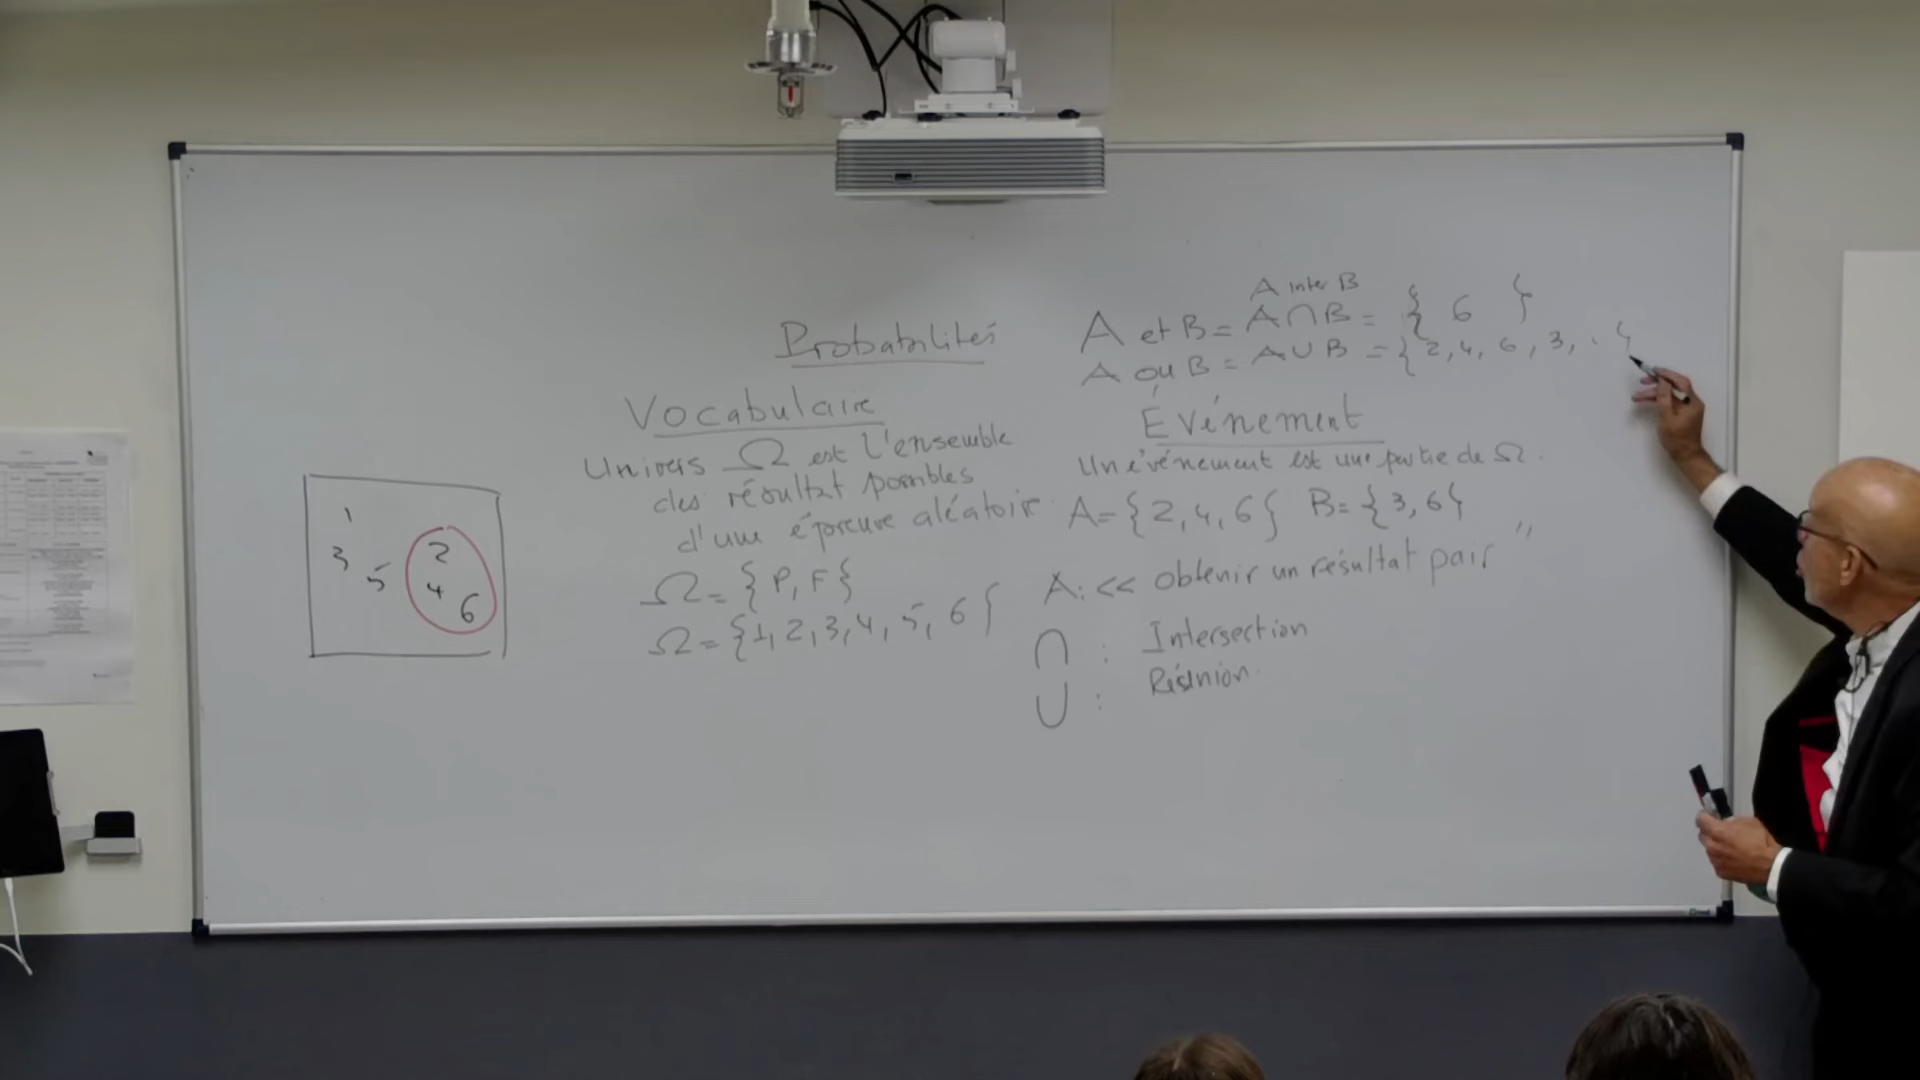 Probabilités
Vocabulaire
Univers Ω est l'ensemble
des résultat possibles
d'une épreuve aléatoire.
Ω = {P, F}
Ω = {1, 2, 3, 4, 5, 6}
1
3 5 2
4
6
A inter B
A et B = A ∩ B = { 6 }
A ou B = A ∪ B = {2, 4, 6, 3, . }
Événement
Un événement est une partie de Ω.
A = {2, 4, 6} B = {3, 6}
A: << obtenir un résultat pair "
∩ : Intersection
∪ : Réunion.